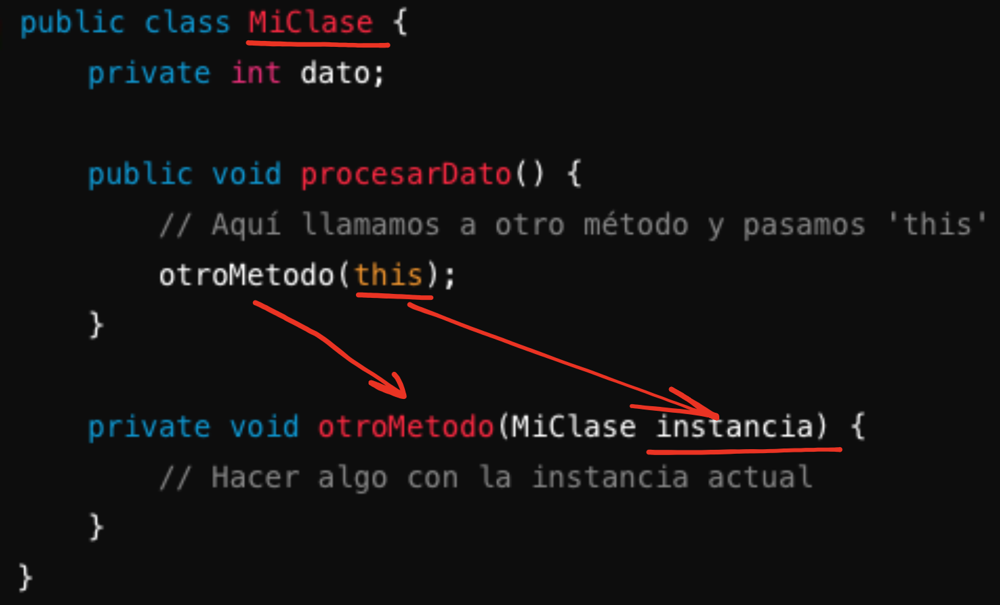 public class MiClase {
private int dato;
public void procesarDato() {
// Aquí llamamos a otro método y pasamos 'this'
otroMetodo(this);
}
private void otroMetodo(MiClase instancia) {
// Hacer algo con la instancia actual
}
}